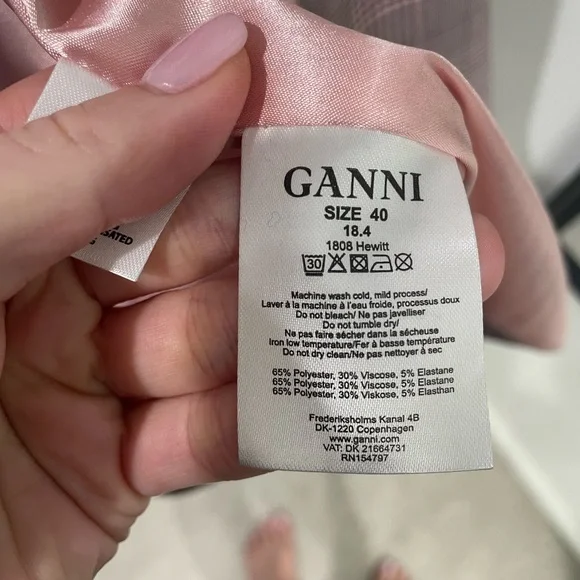 GANNI
SIZE 40
18.4
1808 Hewitt
30
Machine wash cold, mild process/
Laver à la machine à l'eau froide, processus doux
Do not bleach/ Ne pas javelliser
Do not tumble dry/
Ne pas faire sécher dans la sécheuse
Iron low temperature/Fer à basse température
Do not dry clean/Ne pas nettoyer à sec
65% Polyester, 30% Viscose, 5% Elastane
65% Polyester, 30% Viscose, 5% Elastane
65% Polyester, 30% Viskose, 5% Elasthan
Frederiksholms Kanal 4B
DK-1220 Copenhagen
www.ganni.com
VAT: DK 21664731
RN154797